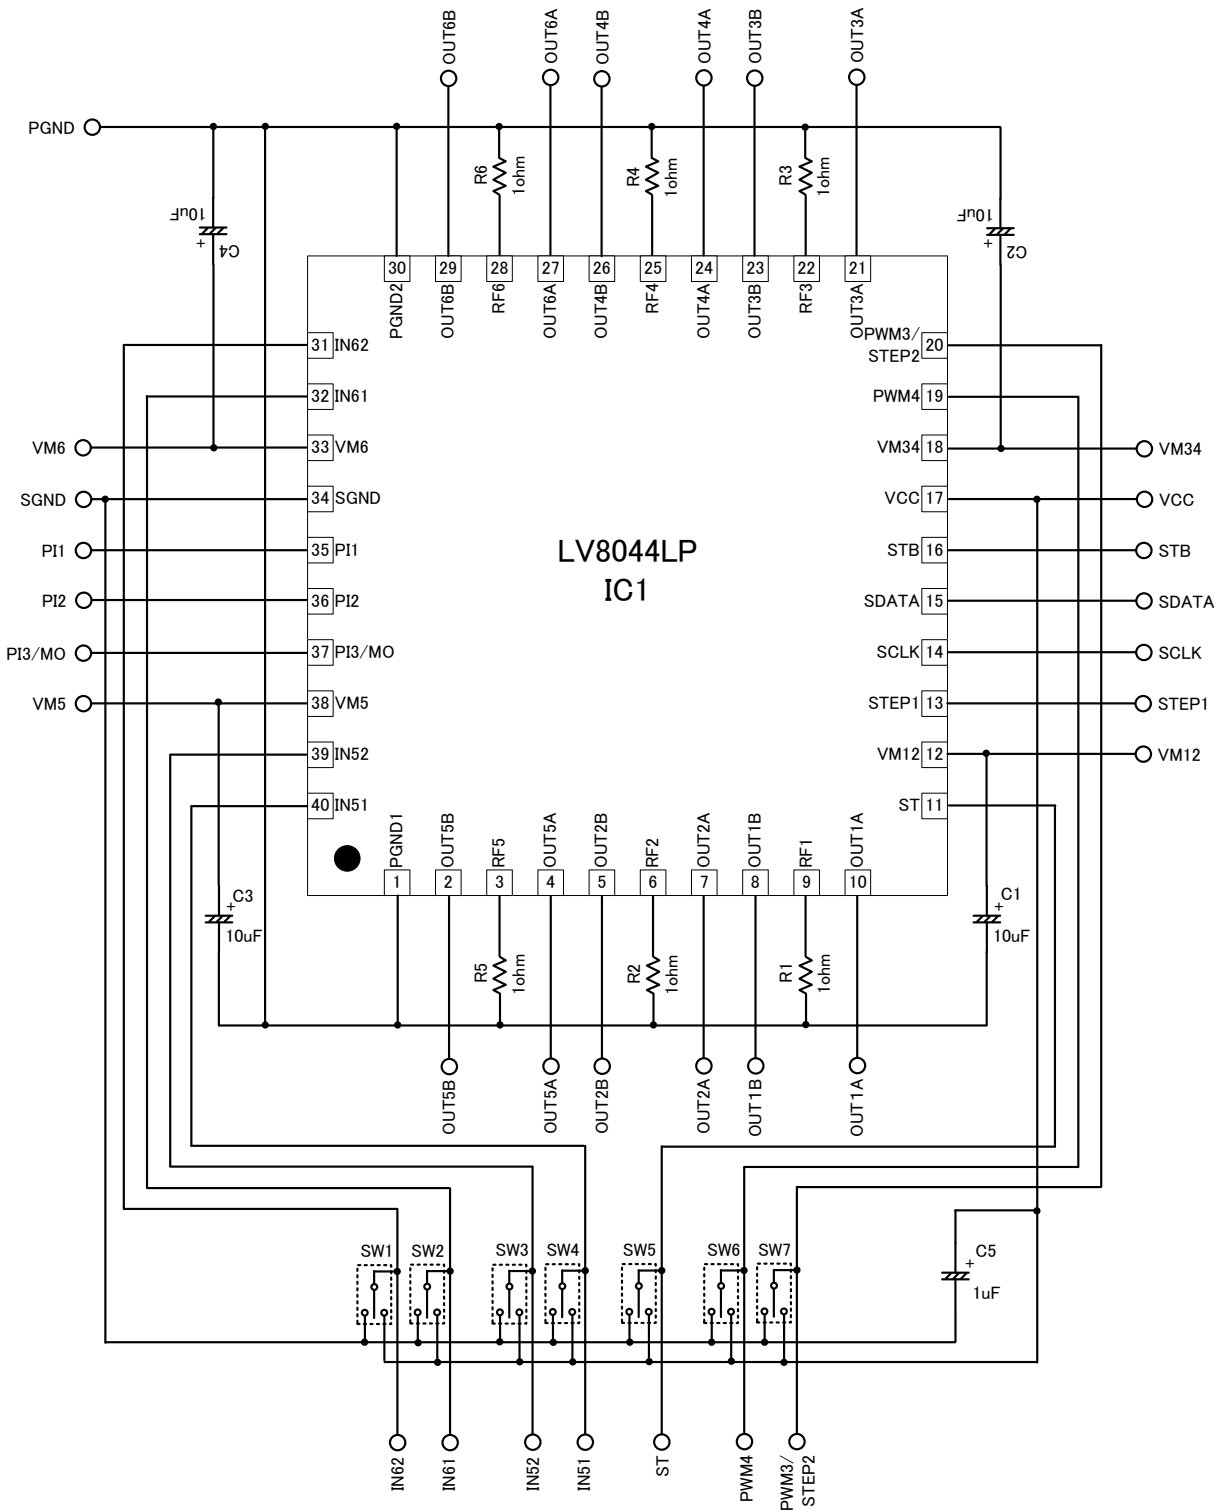 OUT6B
OUT6A
OUT4B
OUT4A
OUT3B
OUT3A
PGND
R6
1ohm
R4
1ohm
R3
1ohm
10uF
+
C4
10uF
+
C2
30
29
28
27
26
25
24
23
22
21
PGND2
OUT6B
RF6
OUT6A
OUT4B
RF4
OUT4A
OUT3B
RF3
OUT3A
31 IN62
PWM3/
STEP2
20
32 IN61
PWM4 19
VM6
33 VM6
VM34 18
VM34
SGND
34 SGND
VCC 17
VCC
PI1
35 PI1
LV8044LP
IC1
STB 16
STB
PI2
36 PI2
SDATA 15
SDATA
PI3/MO
37 PI3/MO
SCLK 14
SCLK
VM5
38 VM5
STEP1 13
STEP1
39 IN52
VM12 12
VM12
40 IN51
ST 11
PGND1
OUT5B
RF5
OUT5A
OUT2B
RF2
OUT2A
OUT1B
RF1
OUT1A
1
2
3
4
5
6
7
8
9
10
C3
+
10uF
C1
+
10uF
R5
1ohm
R2
1ohm
R1
1ohm
OUT5B
OUT5A
OUT2B
OUT2A
OUT1B
OUT1A
SW1
SW2
SW3
SW4
SW5
SW6
SW7
C5
+
1uF
IN62
IN61
IN52
IN51
ST
PWM4
PWM3/
STEP2